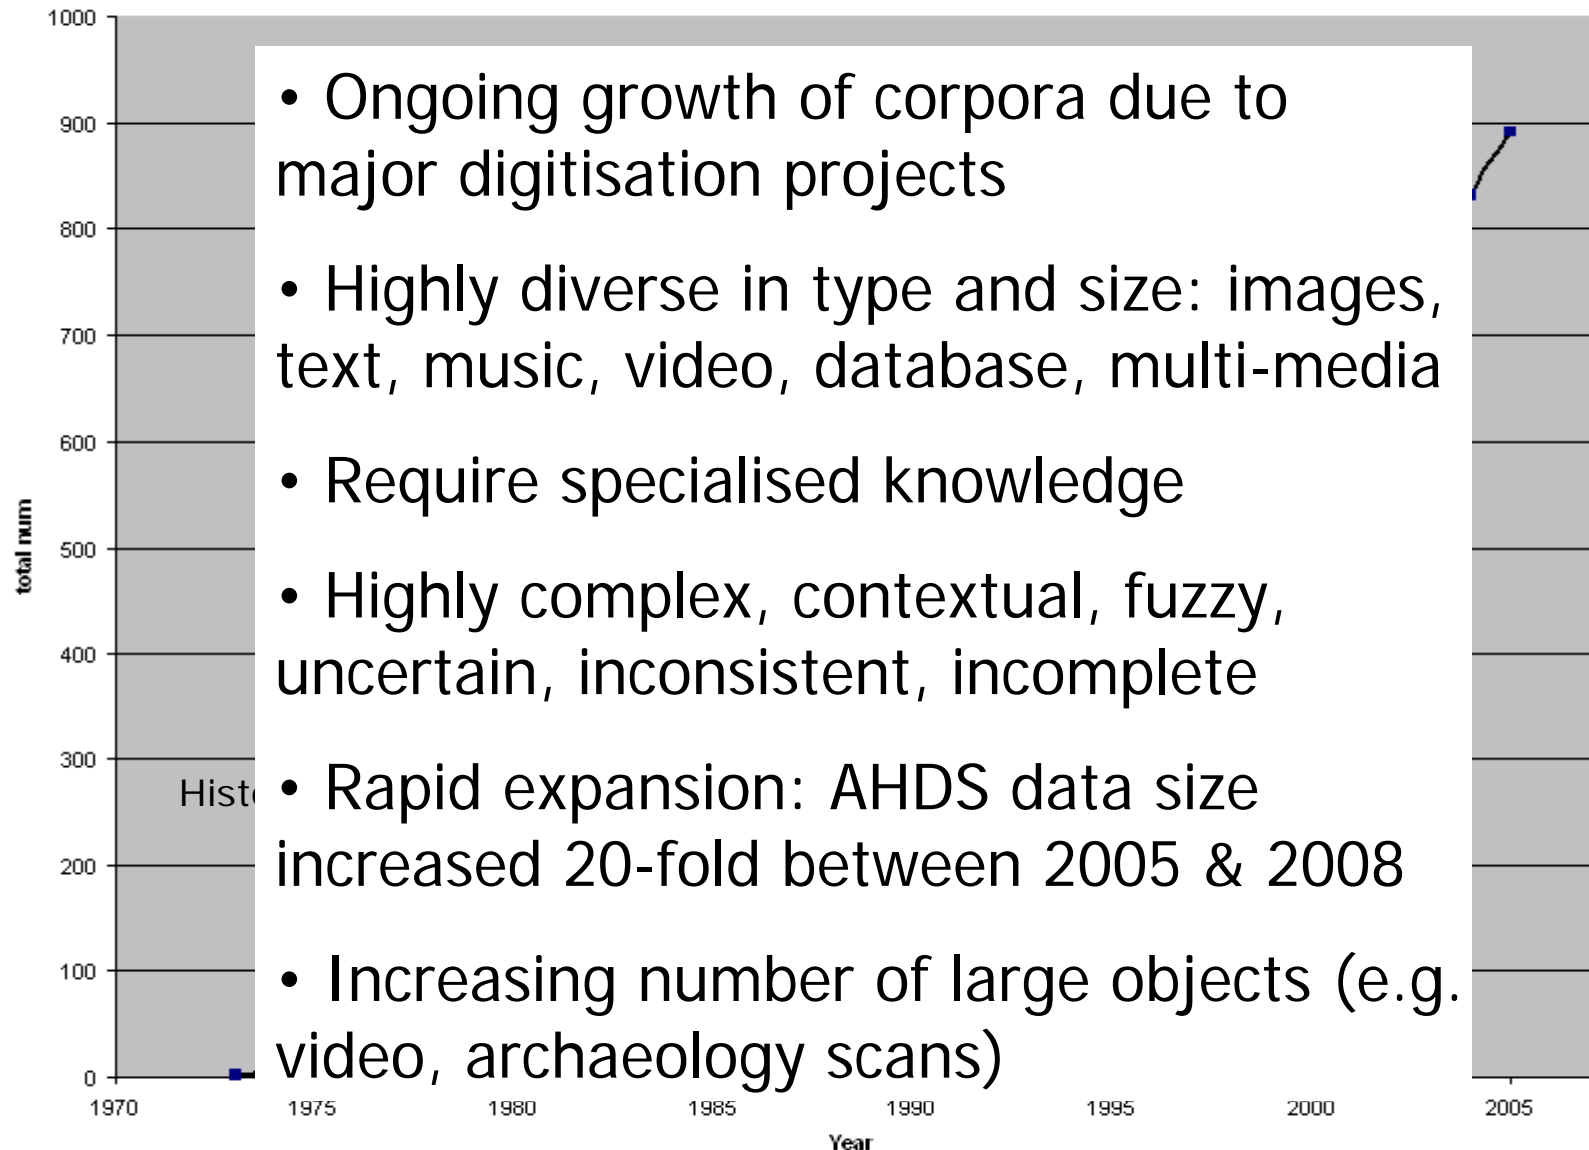 1000
900
800
700
600
500
400
300
200
100
0
total num
• Ongoing growth of corpora due to
major digitisation projects
• Highly diverse in type and size: images,
text, music, video, database, multi-media
• Require specialised knowledge
• Highly complex, contextual, fuzzy,
uncertain, inconsistent, incomplete
• Rapid expansion: AHDS data size
increased 20-fold between 2005 & 2008
• Increasing number of large objects (e.g.
video, archaeology scans)
1970 1975 1980 1985 1990 1995 2000 2005
Year